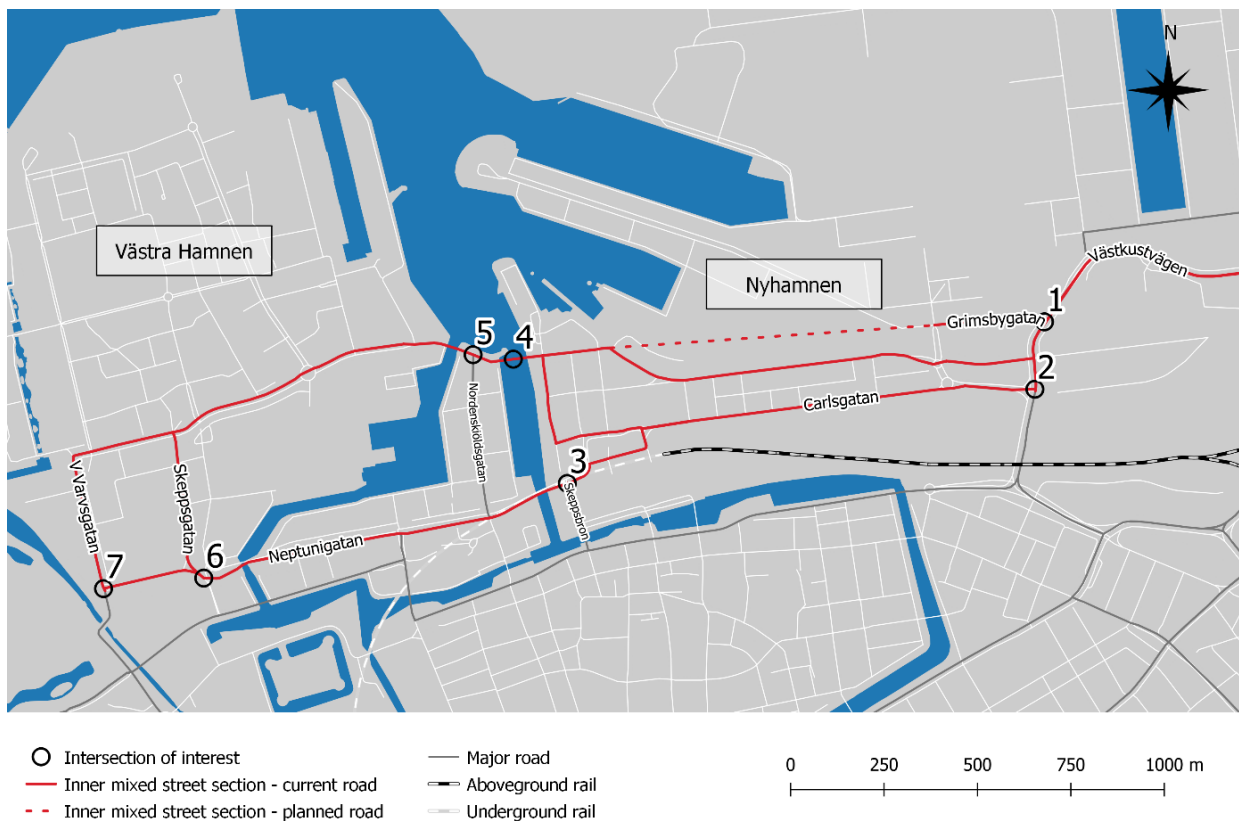 N
Västra Hamnen
Nyhamnen
Västkustvägen
1
Grimsbygatan
5
4
2
Carlsgatan
Nordenskiöldsgatan
3
Skeppsbron
V Varvsgatan
Skeppsgatan
Neptunigatan
6
7
Intersection of interest
Inner mixed street section - current road
Inner mixed street section - planned road
Major road
Aboveground rail
Underground rail
0 250 500 750 1000 m